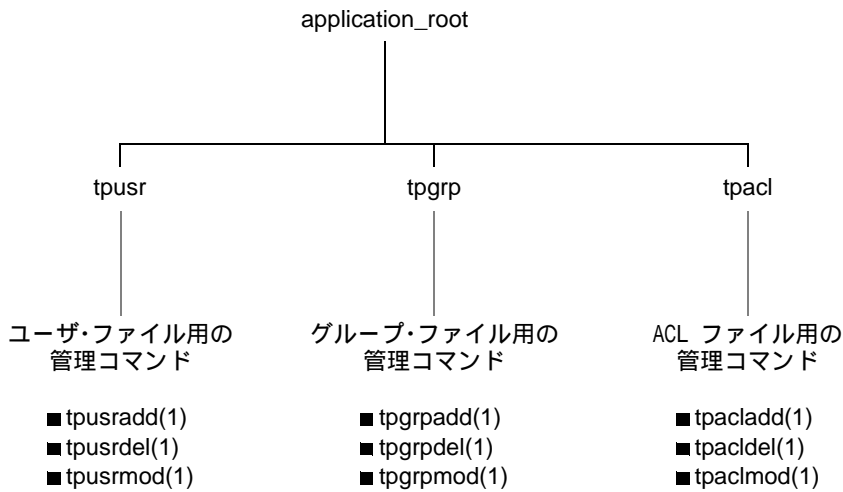 application_root
tpusr
tpgrp
tpacl
ユーザ・ファイル用の
管理コマンド
■ tpusradd(1)
■ tpusrdel(1)
■ tpusrmod(1)
グループ・ファイル用の
管理コマンド
■ tpgrpadd(1)
■ tpgrpdel(1)
■ tpgrpmod(1)
ACL ファイル用の
管理コマンド
■ tpacladd(1)
■ tpacldel(1)
■ tpaclmod(1)